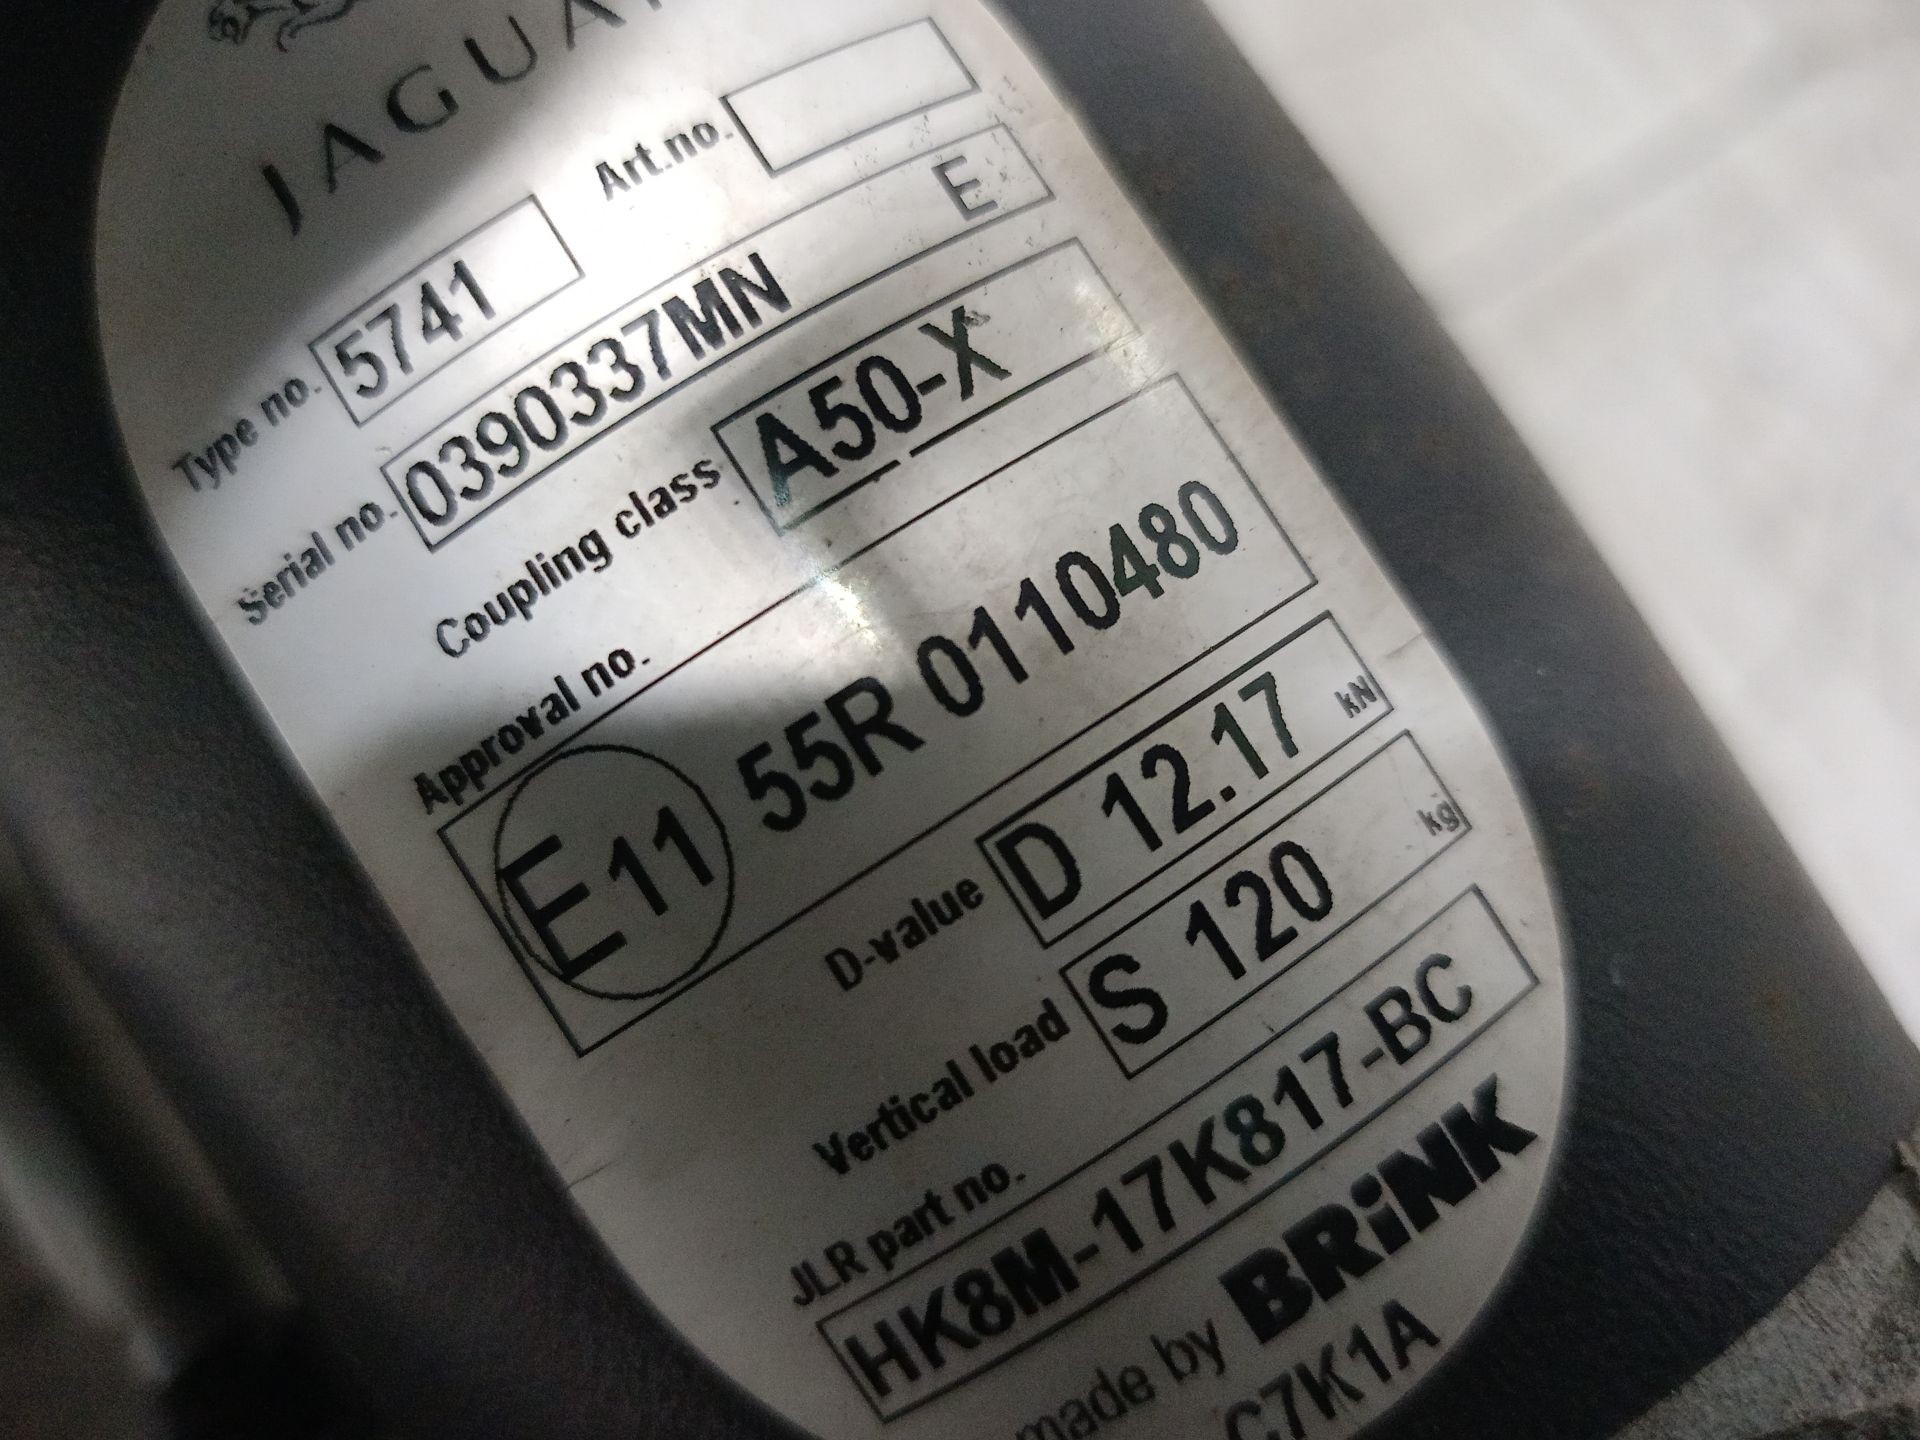 JAGUAR
Type no. 5741 Art.no.
Serial no. 0390337MN E
Coupling class A50-X
Approval no.
E11 55R 0110480
D-value D 12.17 kN
Vertical load S 120 kg
JLR part no.
HK8M-17K817-BC
made by BRiNK
C7K1A